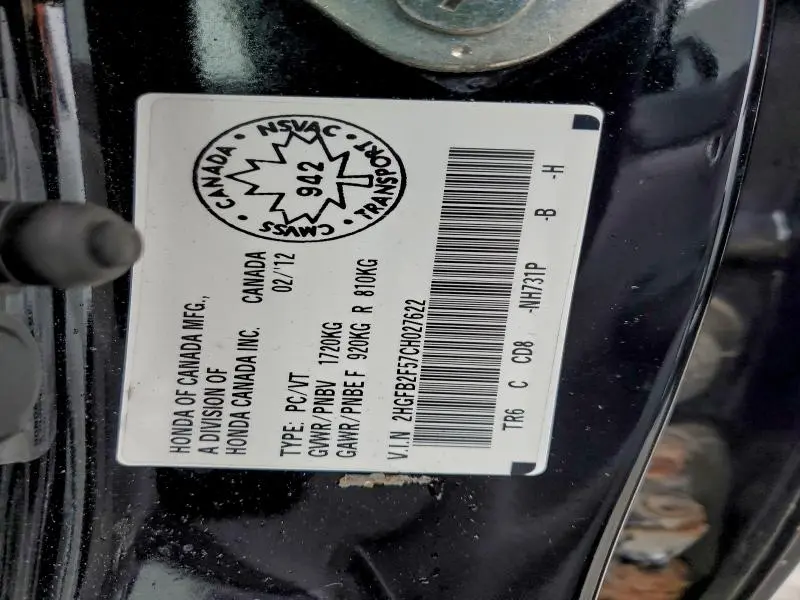 HONDA OF CANADA MFG.,
A DIVISION OF
HONDA CANADA INC. CANADA
02/'12
TYPE: PC/VT
GVWR/PNBV 1720KG
GAWR/PNBE F 920KG R 810KG
V.I.N 2HGFB2F57CH027622
TR6 C CD8 -NH731P -B -H
CANADA • NSVAC • TRANSPORT • CMVSS •
942